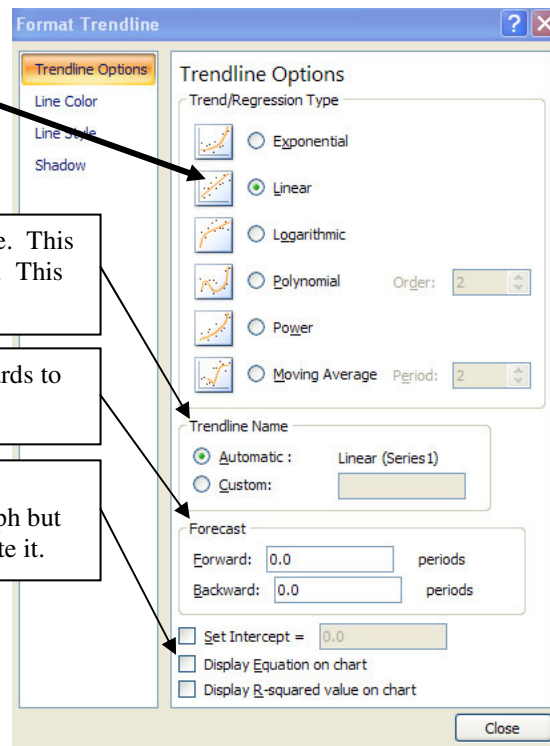 Format Trendline
Trendline Options
Line Color
Line Style
Shadow
Trendline Options
Trend/Regression Type
Exponential
Linear
Logarithmic
Polynomial Order: 2
Power
Moving Average Period: 2
Trendline Name
Automatic : Linear (Series1)
Custom:
Forecast
Forward: 0.0 periods
Backward: 0.0 periods
Set Intercept = 0.0
Display Equation on chart
Display R-squared value on chart
Close
This
This
to
but
it.